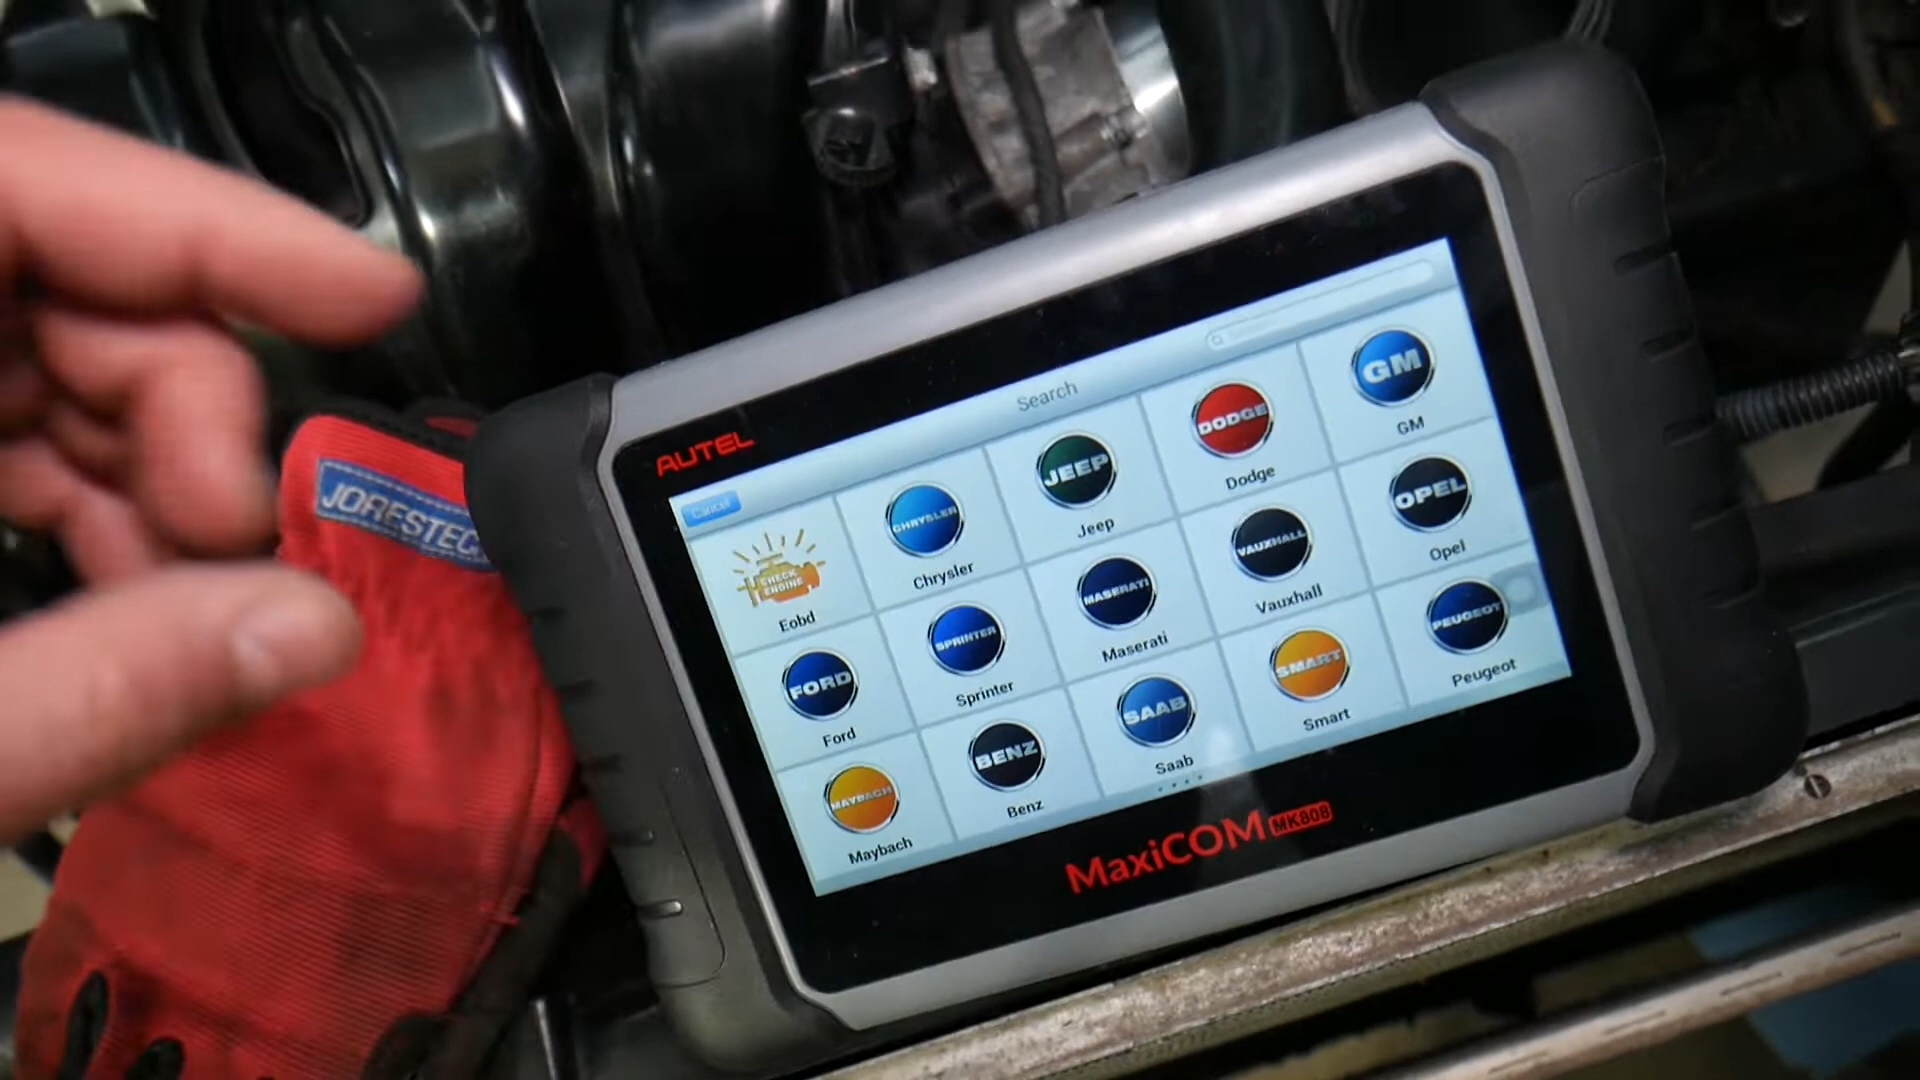 AUTEL
Search
Cancel
CHECK ENGINE
Eobd
CHRYSLER
Chrysler
JEEP
Jeep
DODGE
Dodge
GM
GM
FORD
Ford
SPRINTER
Sprinter
MASERATI
Maserati
VAUXHALL
Vauxhall
OPEL
Opel
MAYBACH
Maybach
BENZ
Benz
SAAB
Saab
SMART
Smart
PEUGEOT
Peugeot
MaxiCOM MK808
JORESTEC